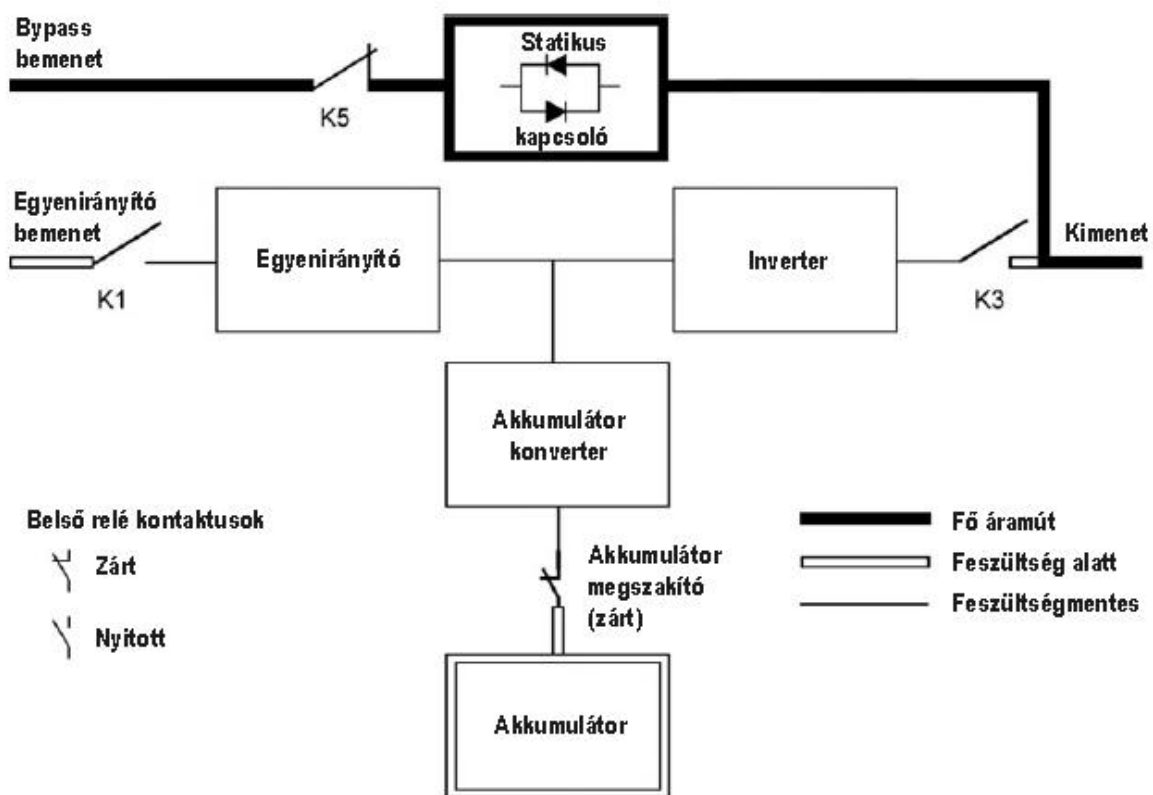 Bypass
bemenet
K5
Statikus
kapcsoló
Egyenirányító
bemenet
K1
Egyenirányító
Inverter
K3
Kimenet
Akkumulátor
konverter
Belső relé kontaktusok
Zárt
Nyitott
Akkumulátor
megszakító
(zárt)
Akkumulátor
Fő áramút
Feszültség alatt
Feszültségmentes